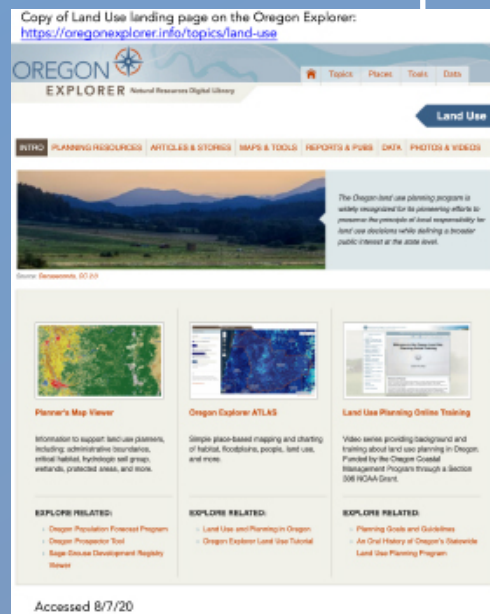 Copy of Land Use landing page on the Oregon Explorer:
https://oregonexplorer.info/topics/land-use
OREGON
EXPLORER Natural Resources Digital Library
Topics Places Tools Data
Land Use
INTRO PLANNING RESOURCES ARTICLES & STORIES MAPS & TOOLS REPORTS & PUBS DATA PHOTOS & VIDEOS
The Oregon land use planning program is
widely recognized for its pioneering efforts to
preserve the principle of local responsibility for
land use decisions while defining a broader
public interest at the state level.
Planner's Map Viewer
Information to support land use planners,
including: administrative boundaries,
critical habitat, hydrologic soil group,
wetlands, protected areas, and more.
EXPLORE RELATED:
Oregon Population Forecast Program
Oregon Prospector Tool
Sage Grouse Development Registry
Viewer
Oregon Explorer ATLAS
Simple place-based mapping and charting
of habitat, floodplains, people, land use,
and more.
EXPLORE RELATED:
Land Use and Planning in Oregon
Oregon Explorer Land Use Tutorial
Land Use Planning Online Training
Video series providing background and
training about land use planning in Oregon.
Funded by the Oregon Coastal
Management Program through a Section
306 NOAA Grant.
EXPLORE RELATED:
Planning Goals and Guidelines
An Oral History of Oregon's Statewide
Land Use Planning Program
Accessed 8/7/20